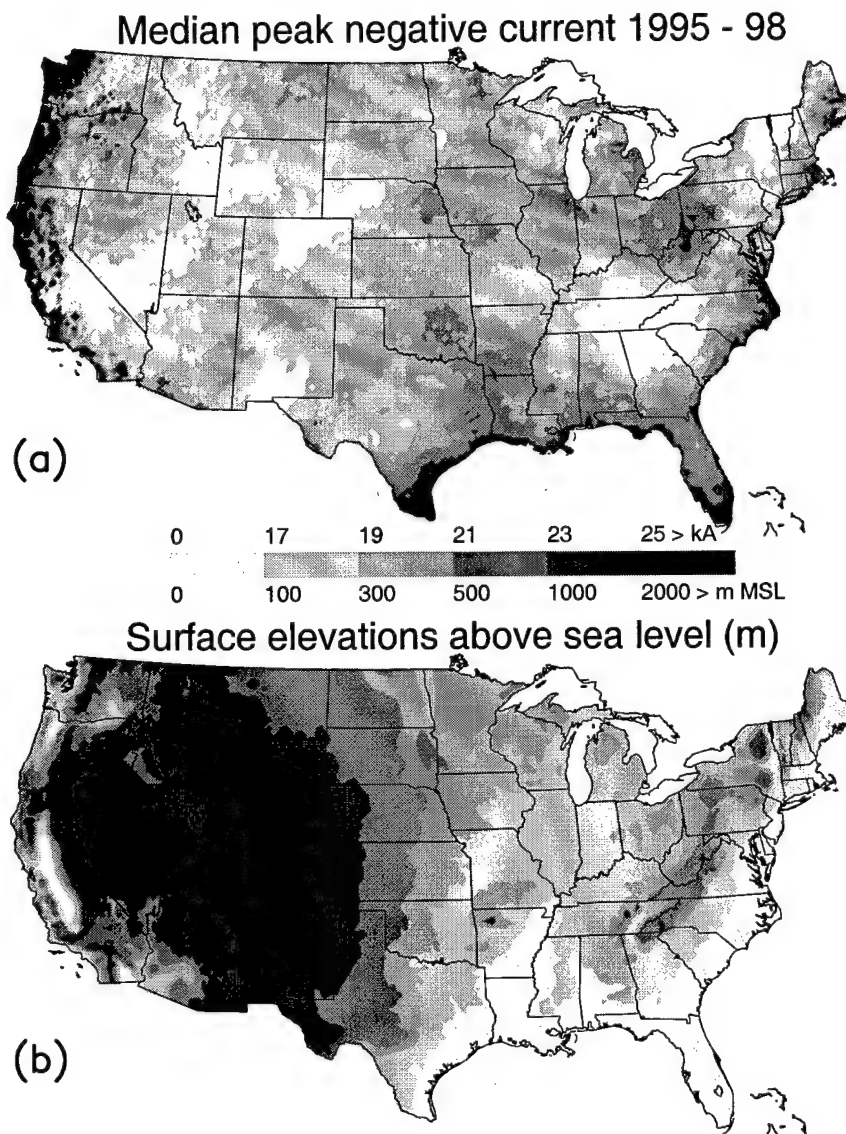 Median peak negative current 1995 - 98
(a)
0 17 19 21 23 25 > kA
0 100 300 500 1000 2000 > m MSL
Surface elevations above sea level (m)
(b)